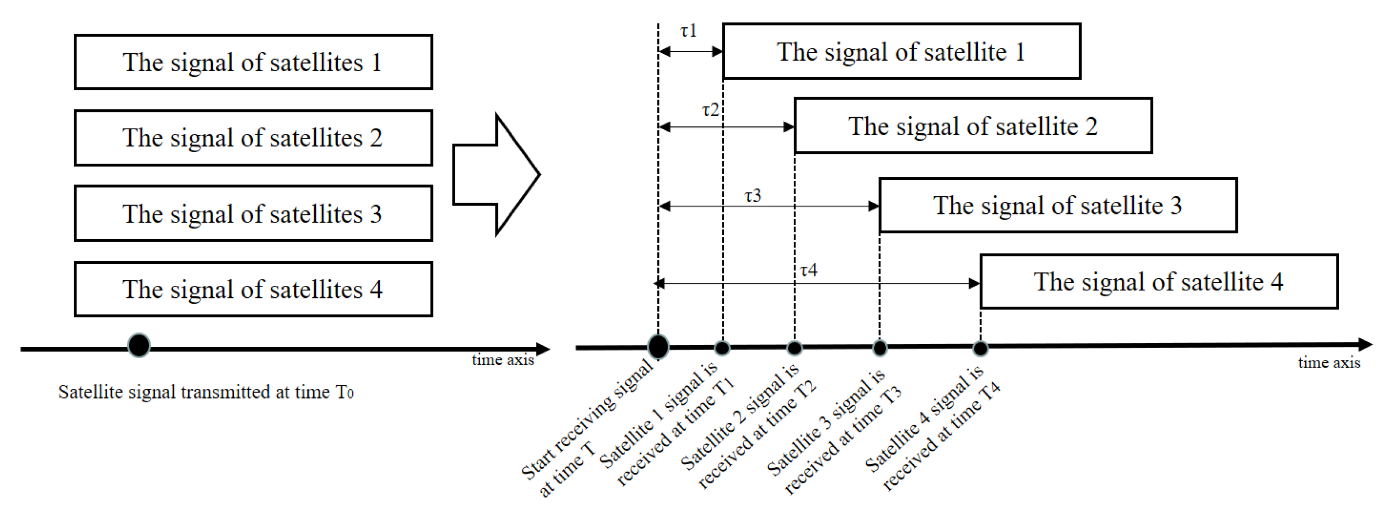 The signal of satellites 1
The signal of satellites 2
The signal of satellites 3
The signal of satellites 4
time axis
Satellite signal transmitted at time T₀
τ1
The signal of satellite 1
τ2
The signal of satellite 2
τ3
The signal of satellite 3
τ4
The signal of satellite 4
time axis
Start receiving signal
at time T
Satellite 1 signal is
received at time T1
Satellite 2 signal is
received at time T2
Satellite 3 signal is
received at time T3
Satellite 4 signal is
received at time T4